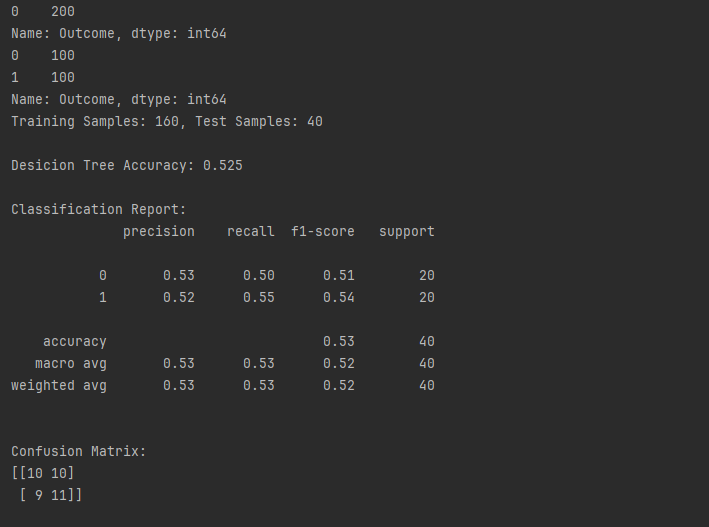 0    200
Name: Outcome, dtype: int64
0    100
1    100
Name: Outcome, dtype: int64
Training Samples: 160, Test Samples: 40
Desicion Tree Accuracy: 0.525
Classification Report:
              precision    recall  f1-score   support
           0       0.53      0.50      0.51        20
           1       0.52      0.55      0.54        20
    accuracy                           0.53        40
   macro avg       0.53      0.53      0.52        40
weighted avg       0.53      0.53      0.52        40
Confusion Matrix:
[[10 10]
 [ 9 11]]